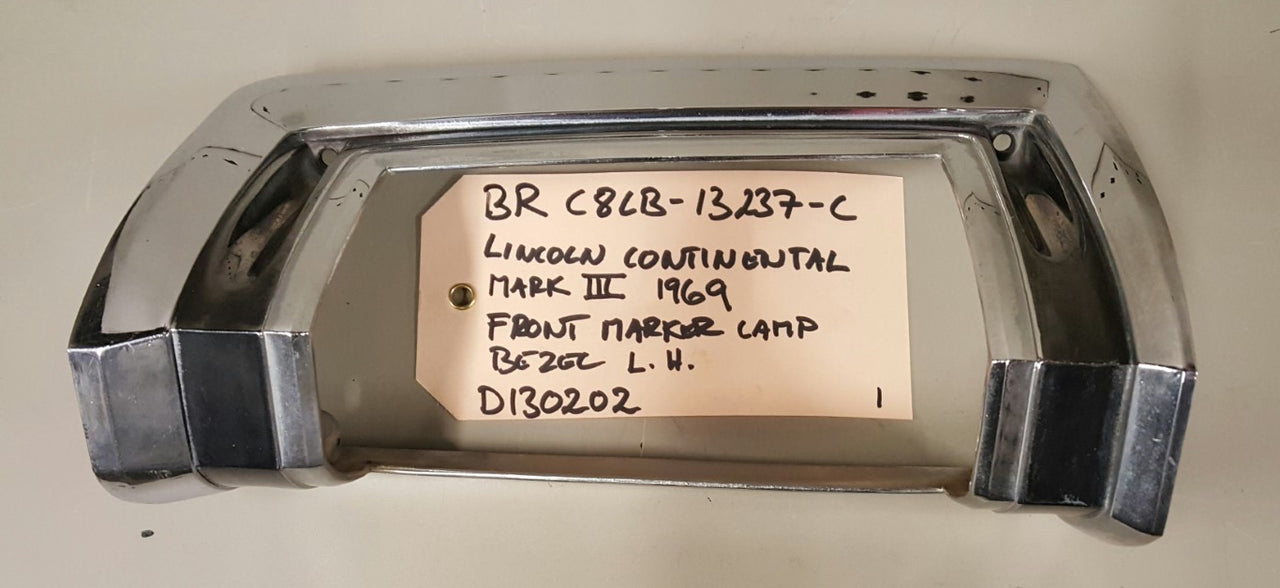 BR C8LB-13237-C
LINCOLN CONTINENTAL
MARK III 1969
FRONT MARKER LAMP
BEZEL L.H.
D130202 1